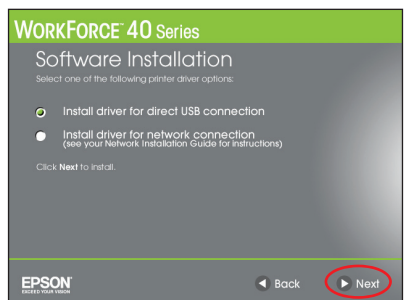 WORKFORCE™ 40 Series
Software Installation
Select one of the following printer driver options:
Install driver for direct USB connection
Install driver for network connection
(see your Network Installation Guide for instructions)
Click Next to install.
EPSON®
EXCEED YOUR VISION
Back
Next